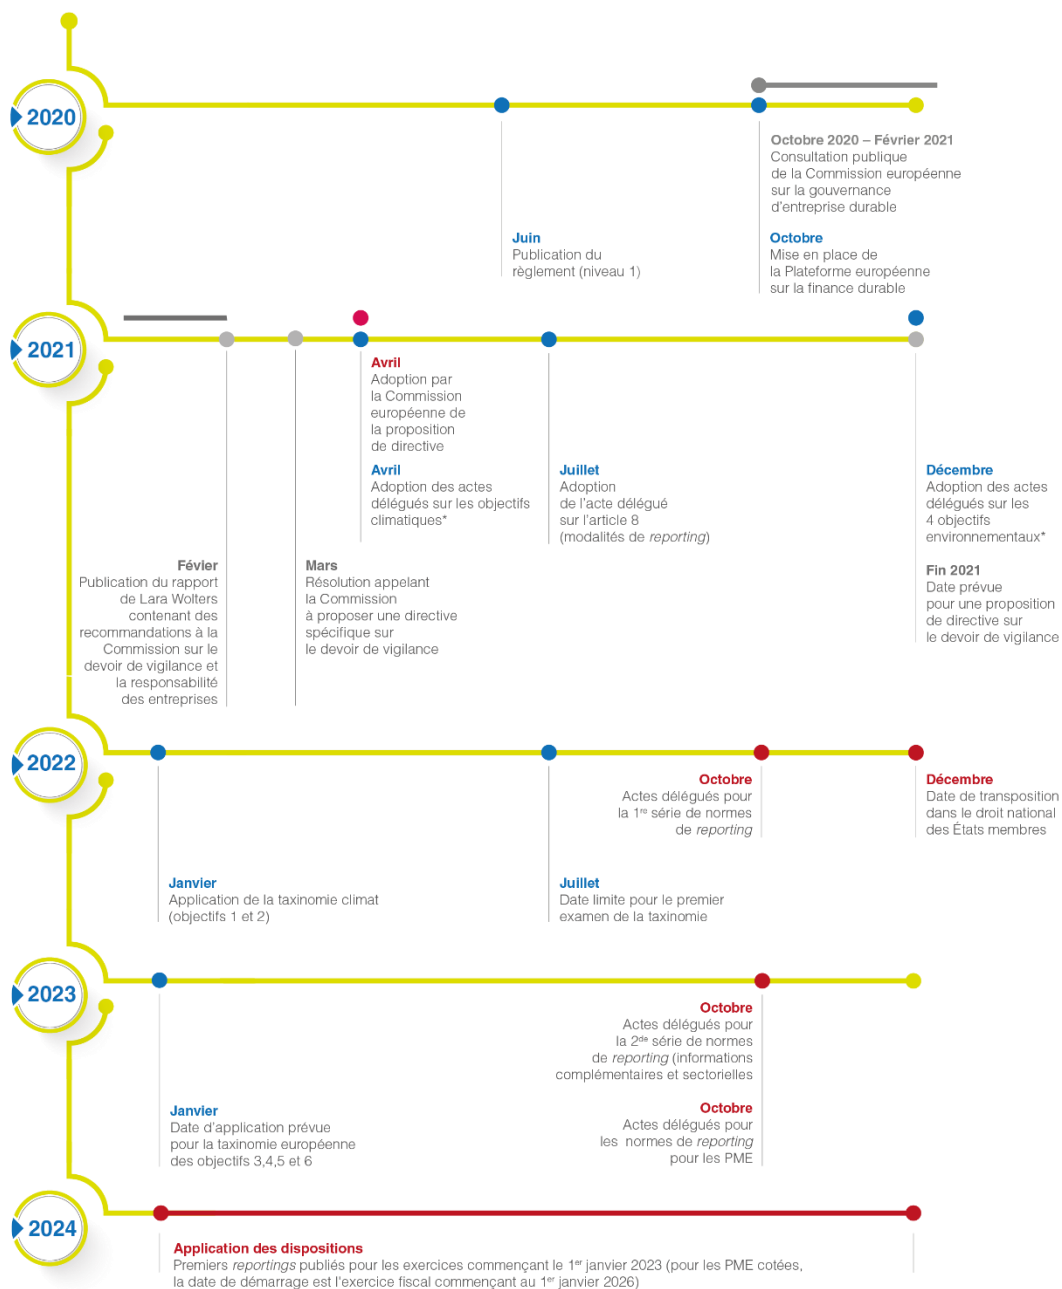 2020
Octobre 2020 – Février 2021
Consultation publique
de la Commission européenne
sur la gouvernance
d'entreprise durable
Juin
Publication du
règlement (niveau 1)
Octobre
Mise en place de
la Plateforme européenne
sur la finance durable
2021
Avril
Adoption par
la Commission
européenne de
la proposition
de directive
Avril
Adoption des actes
délégués sur les objectifs
climatiques*
Juillet
Adoption
de l'acte délégué
sur l'article 8
(modalités de reporting)
Décembre
Adoption des actes
délégués sur les
4 objectifs
environnementaux*
Févier
Publication du rapport
de Lara Wolters
contenant des
recommandations à la
Commission sur le
devoir de vigilance et
la responsabilité
des entreprises
Mars
Résolution appelant
la Commission
à proposer une directive
spécifique sur
le devoir de vigilance
Fin 2021
Date prévue
pour une proposition
de directive sur
le devoir de vigilance
2022
Octobre
Actes délégués pour
la 1re série de normes
de reporting
Décembre
Date de transposition
dans le droit national
des États membres
Janvier
Application de la taxinomie climat
(objectifs 1 et 2)
Juillet
Date limite pour le premier
examen de la taxinomie
2023
Octobre
Actes délégués pour
la 2de série de normes
de reporting (informations
complémentaires et sectorielles
Janvier
Date d'application prévue
pour la taxinomie européenne
des objectifs 3,4,5 et 6
Octobre
Actes délégués pour
les normes de reporting
pour les PME
2024
Application des dispositions
Premiers reportings publiés pour les exercices commençant le 1er janvier 2023 (pour les PME cotées,
la date de démarrage est l'exercice fiscal commençant au 1er janvier 2026)